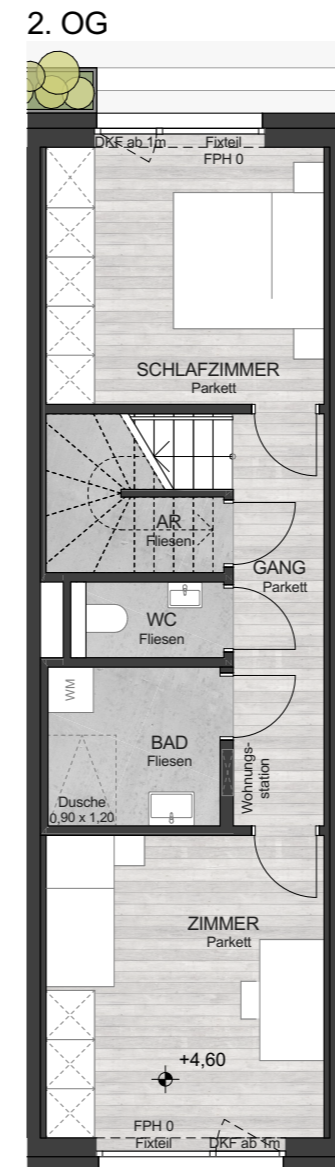 2. OG
DKF ab 1m
Fixteil
FPH 0
SCHLAFZIMMER
Parkett
AR
Fliesen
GANG
Parkett
WC
Fliesen
WM
BAD
Fliesen
Wohnungs-
station
Dusche
0,90 x 1,20
ZIMMER
Parkett
+4,60
FPH 0
Fixteil
DKF ab 1m